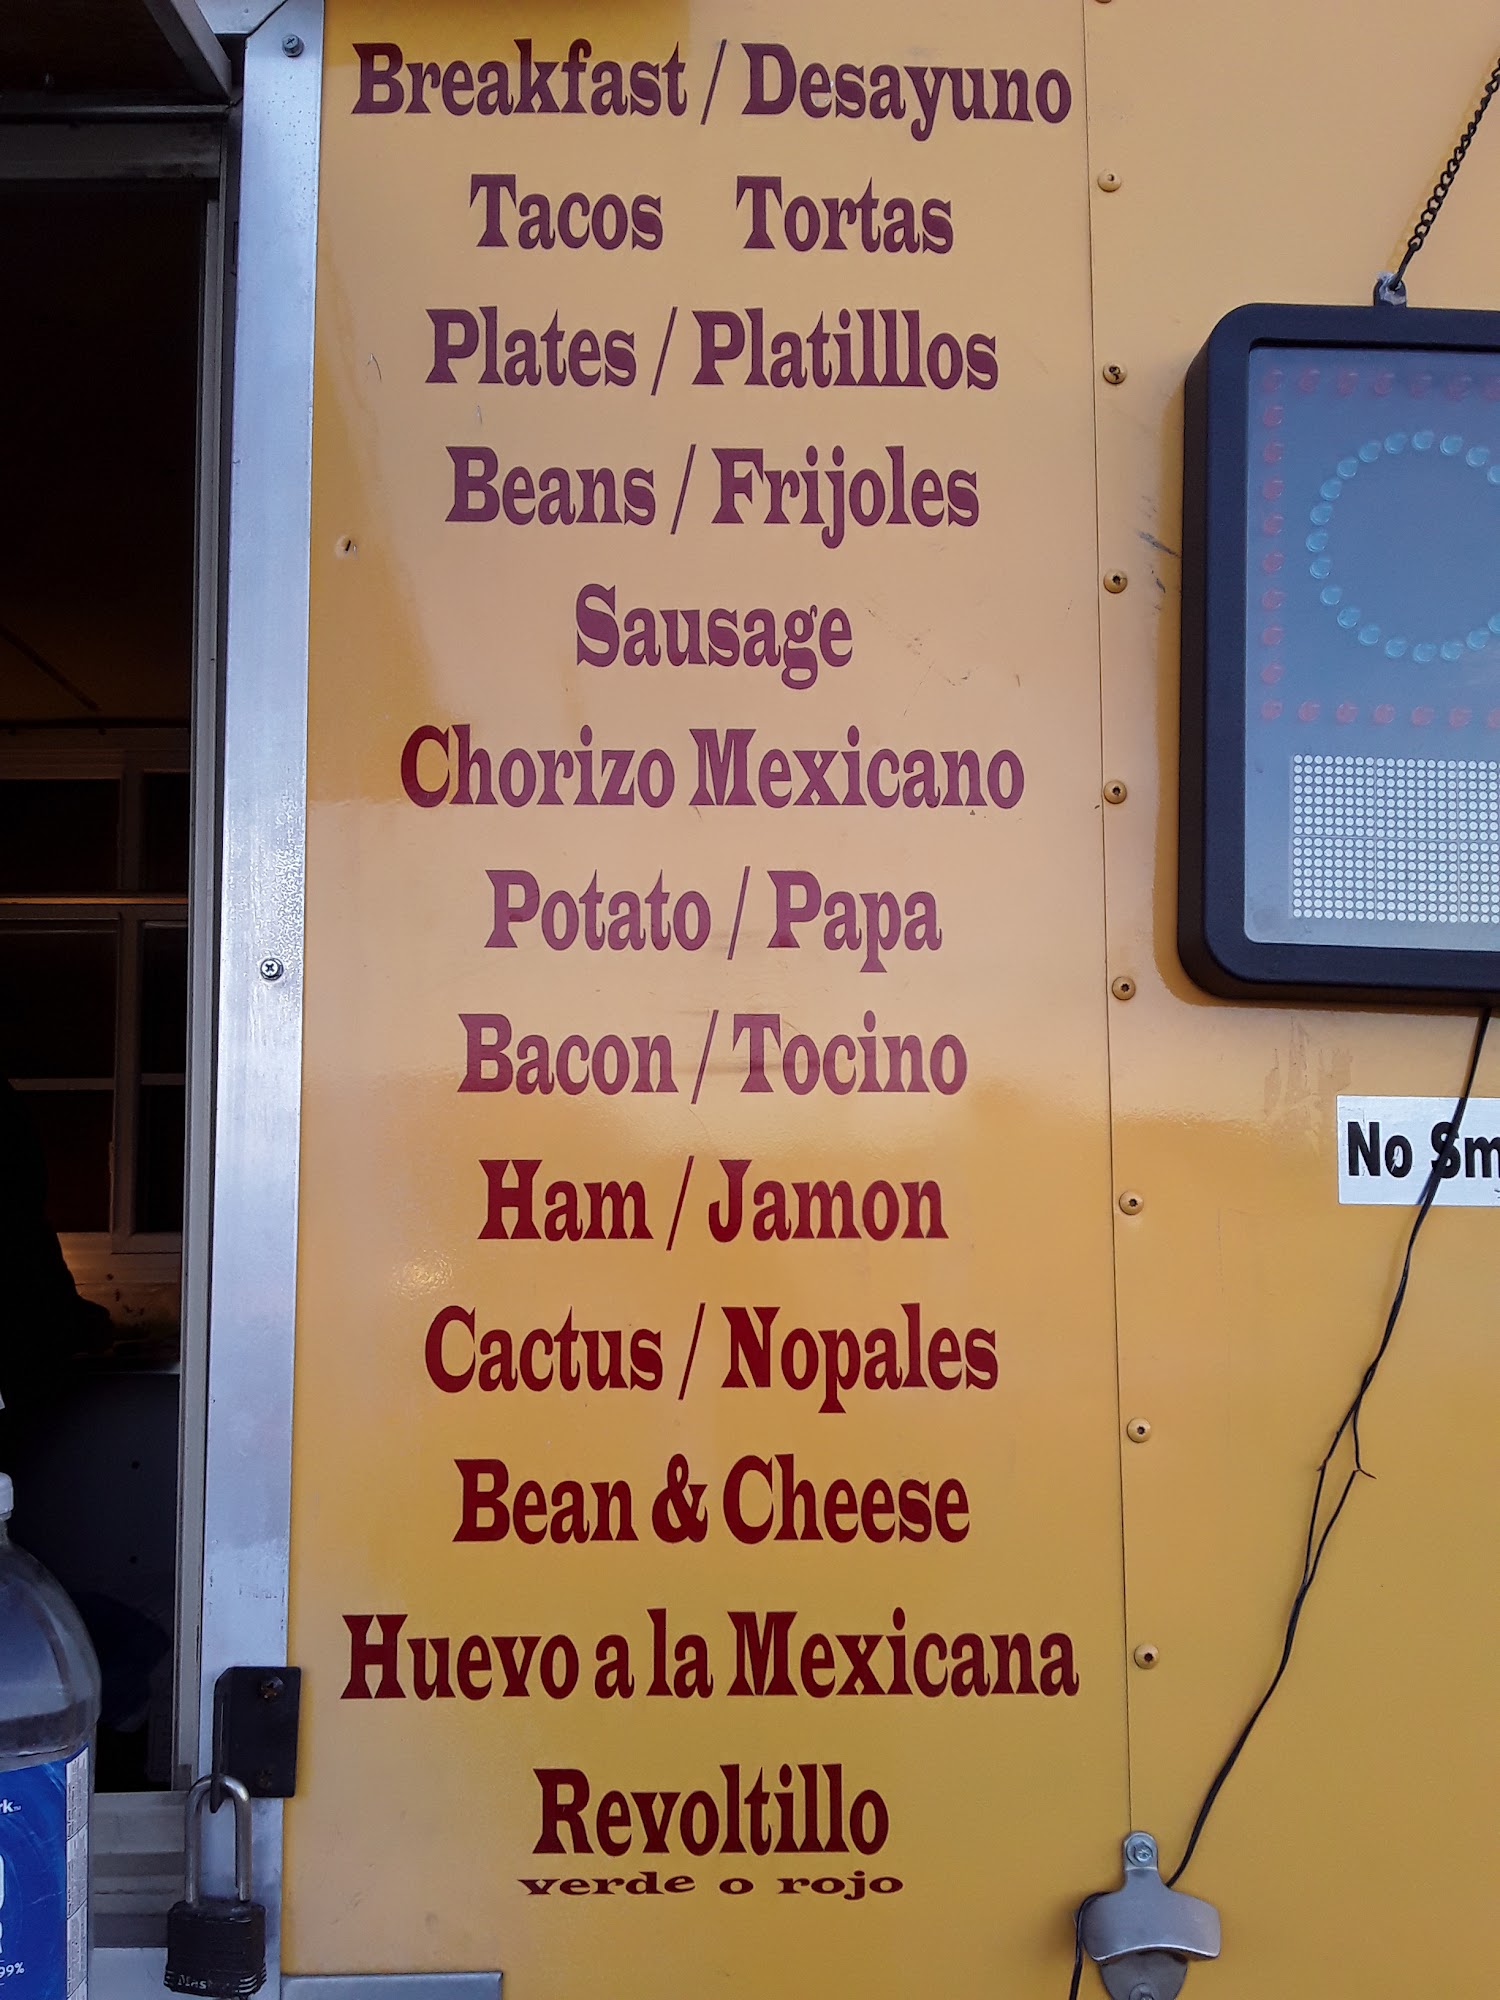 Breakfast / Desayuno
Tacos Tortas
Plates / Platilllos
Beans / Frijoles
Sausage
Chorizo Mexicano
Potato / Papa
Bacon / Tocino
Ham / Jamon
Cactus / Nopales
Bean & Cheese
Huevo a la Mexicana
Revoltillo
verde o rojo
No Sm
99%